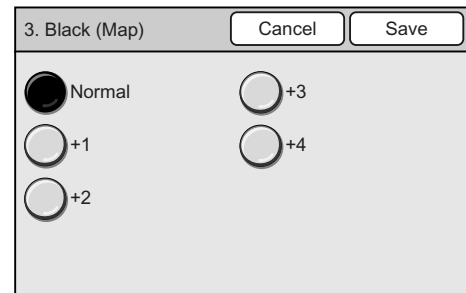 3. Black (Map)
Cancel
Save
Normal
+1
+2
+3
+4